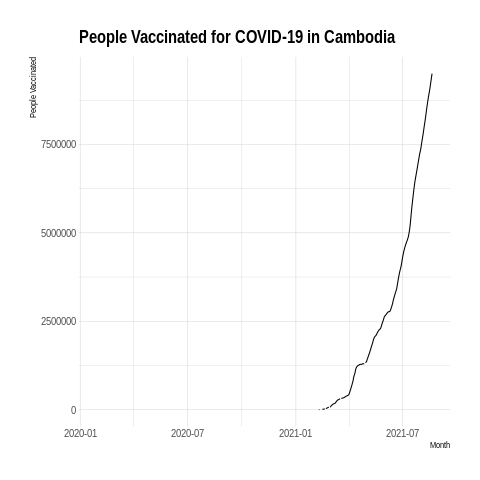 People Vaccinated for COVID-19 in Cambodia
People Vaccinated
7500000
5000000
2500000
0
2020-01 2020-07 2021-01 2021-07
Month